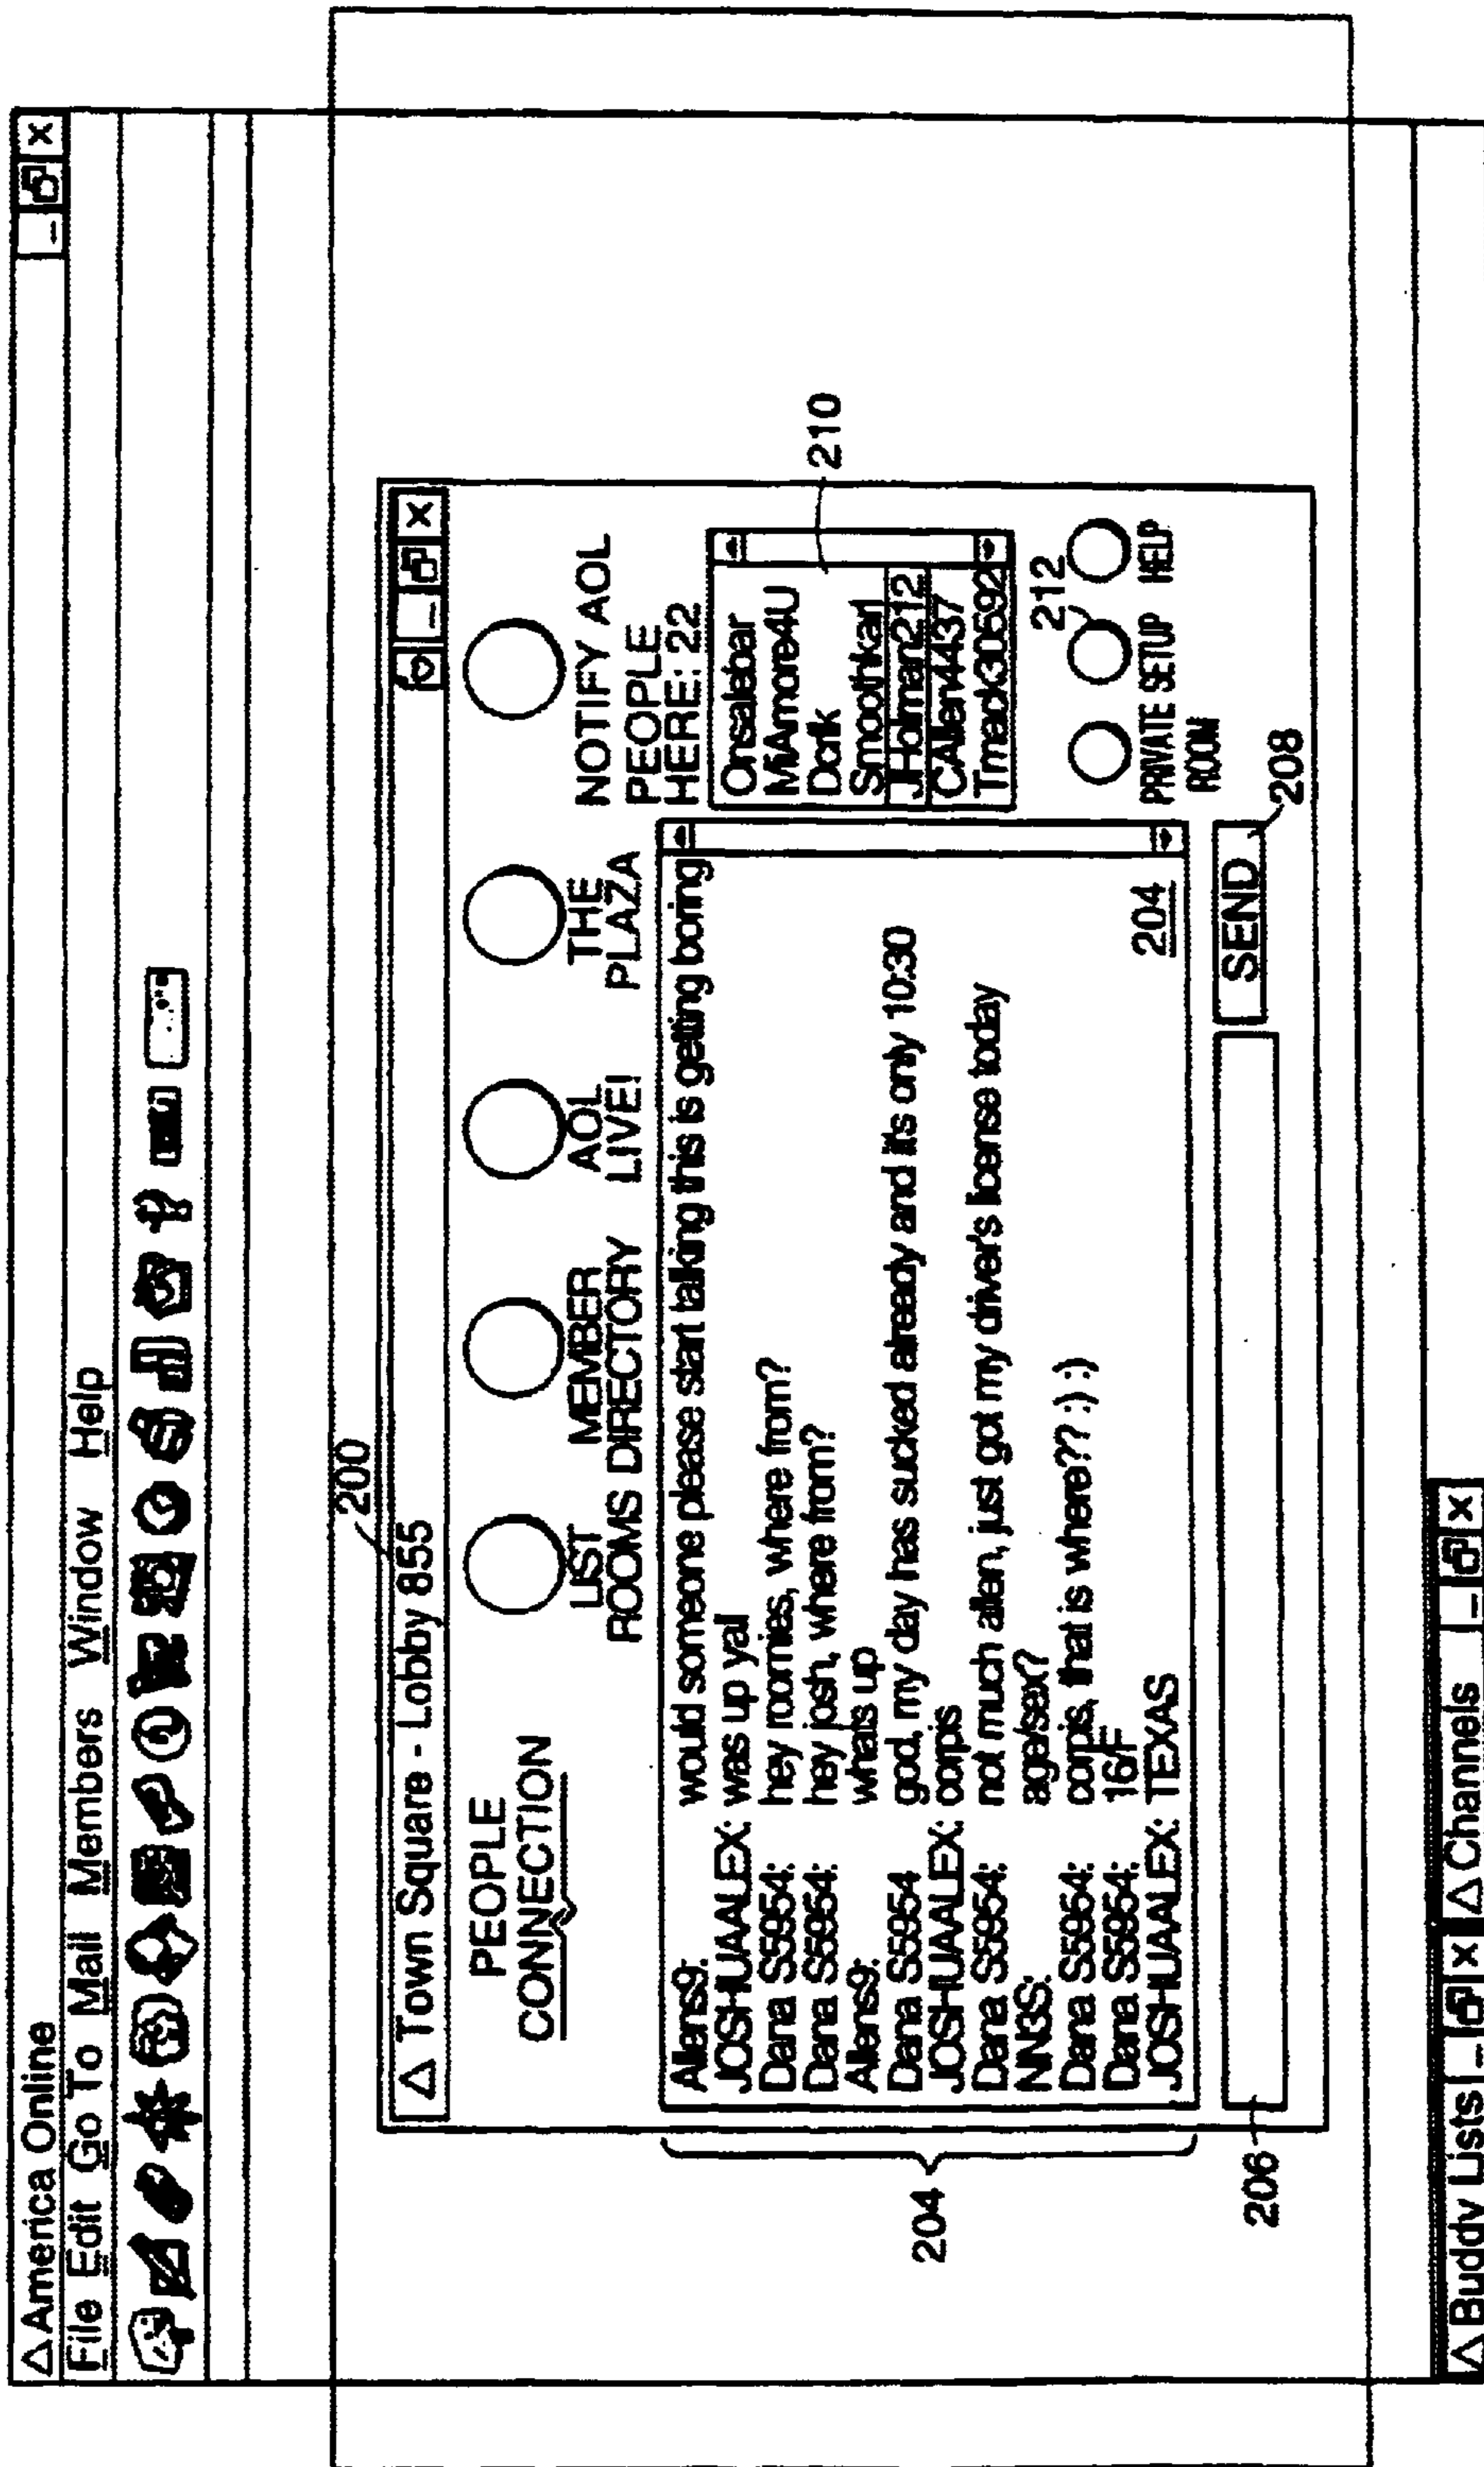 America Online
File Edit Go To Mail Members Window Help
200
Town Square - Lobby 855
PEOPLE
CONNECTION
LIST
ROOMS
MEMBER
DIRECTORY
AOL
LIVE!
THE
PLAZA
NOTIFY AOL
PEOPLE
HERE: 22
Allens9: would someone please start talking this is getting boring
JOSHUAALEX: was up yal
Dana S5954: hey roomies, where from?
Dana S5954: hey josh, where from?
Allens9: whats up
Dana S5954 god, my day has sucked already and it's only 10:30
JOSHUAALEX: corpis
Dana S5954: not much allen, just got my driver's license today
NN3S: age/sex?
Dana S5954: corpis, that is where?? :) :)
Dana S5954: 16/F
JOSHUAALEX: TEXAS
204
204
Onsalebar
MiAmore4U
Dcrik
Smoothkarl
JHolman212
CAllen4437
Tmack30592
210
212
PRIVATE
ROOM
SETUP
HELP
206
SEND
208
Buddy Lists
Channels